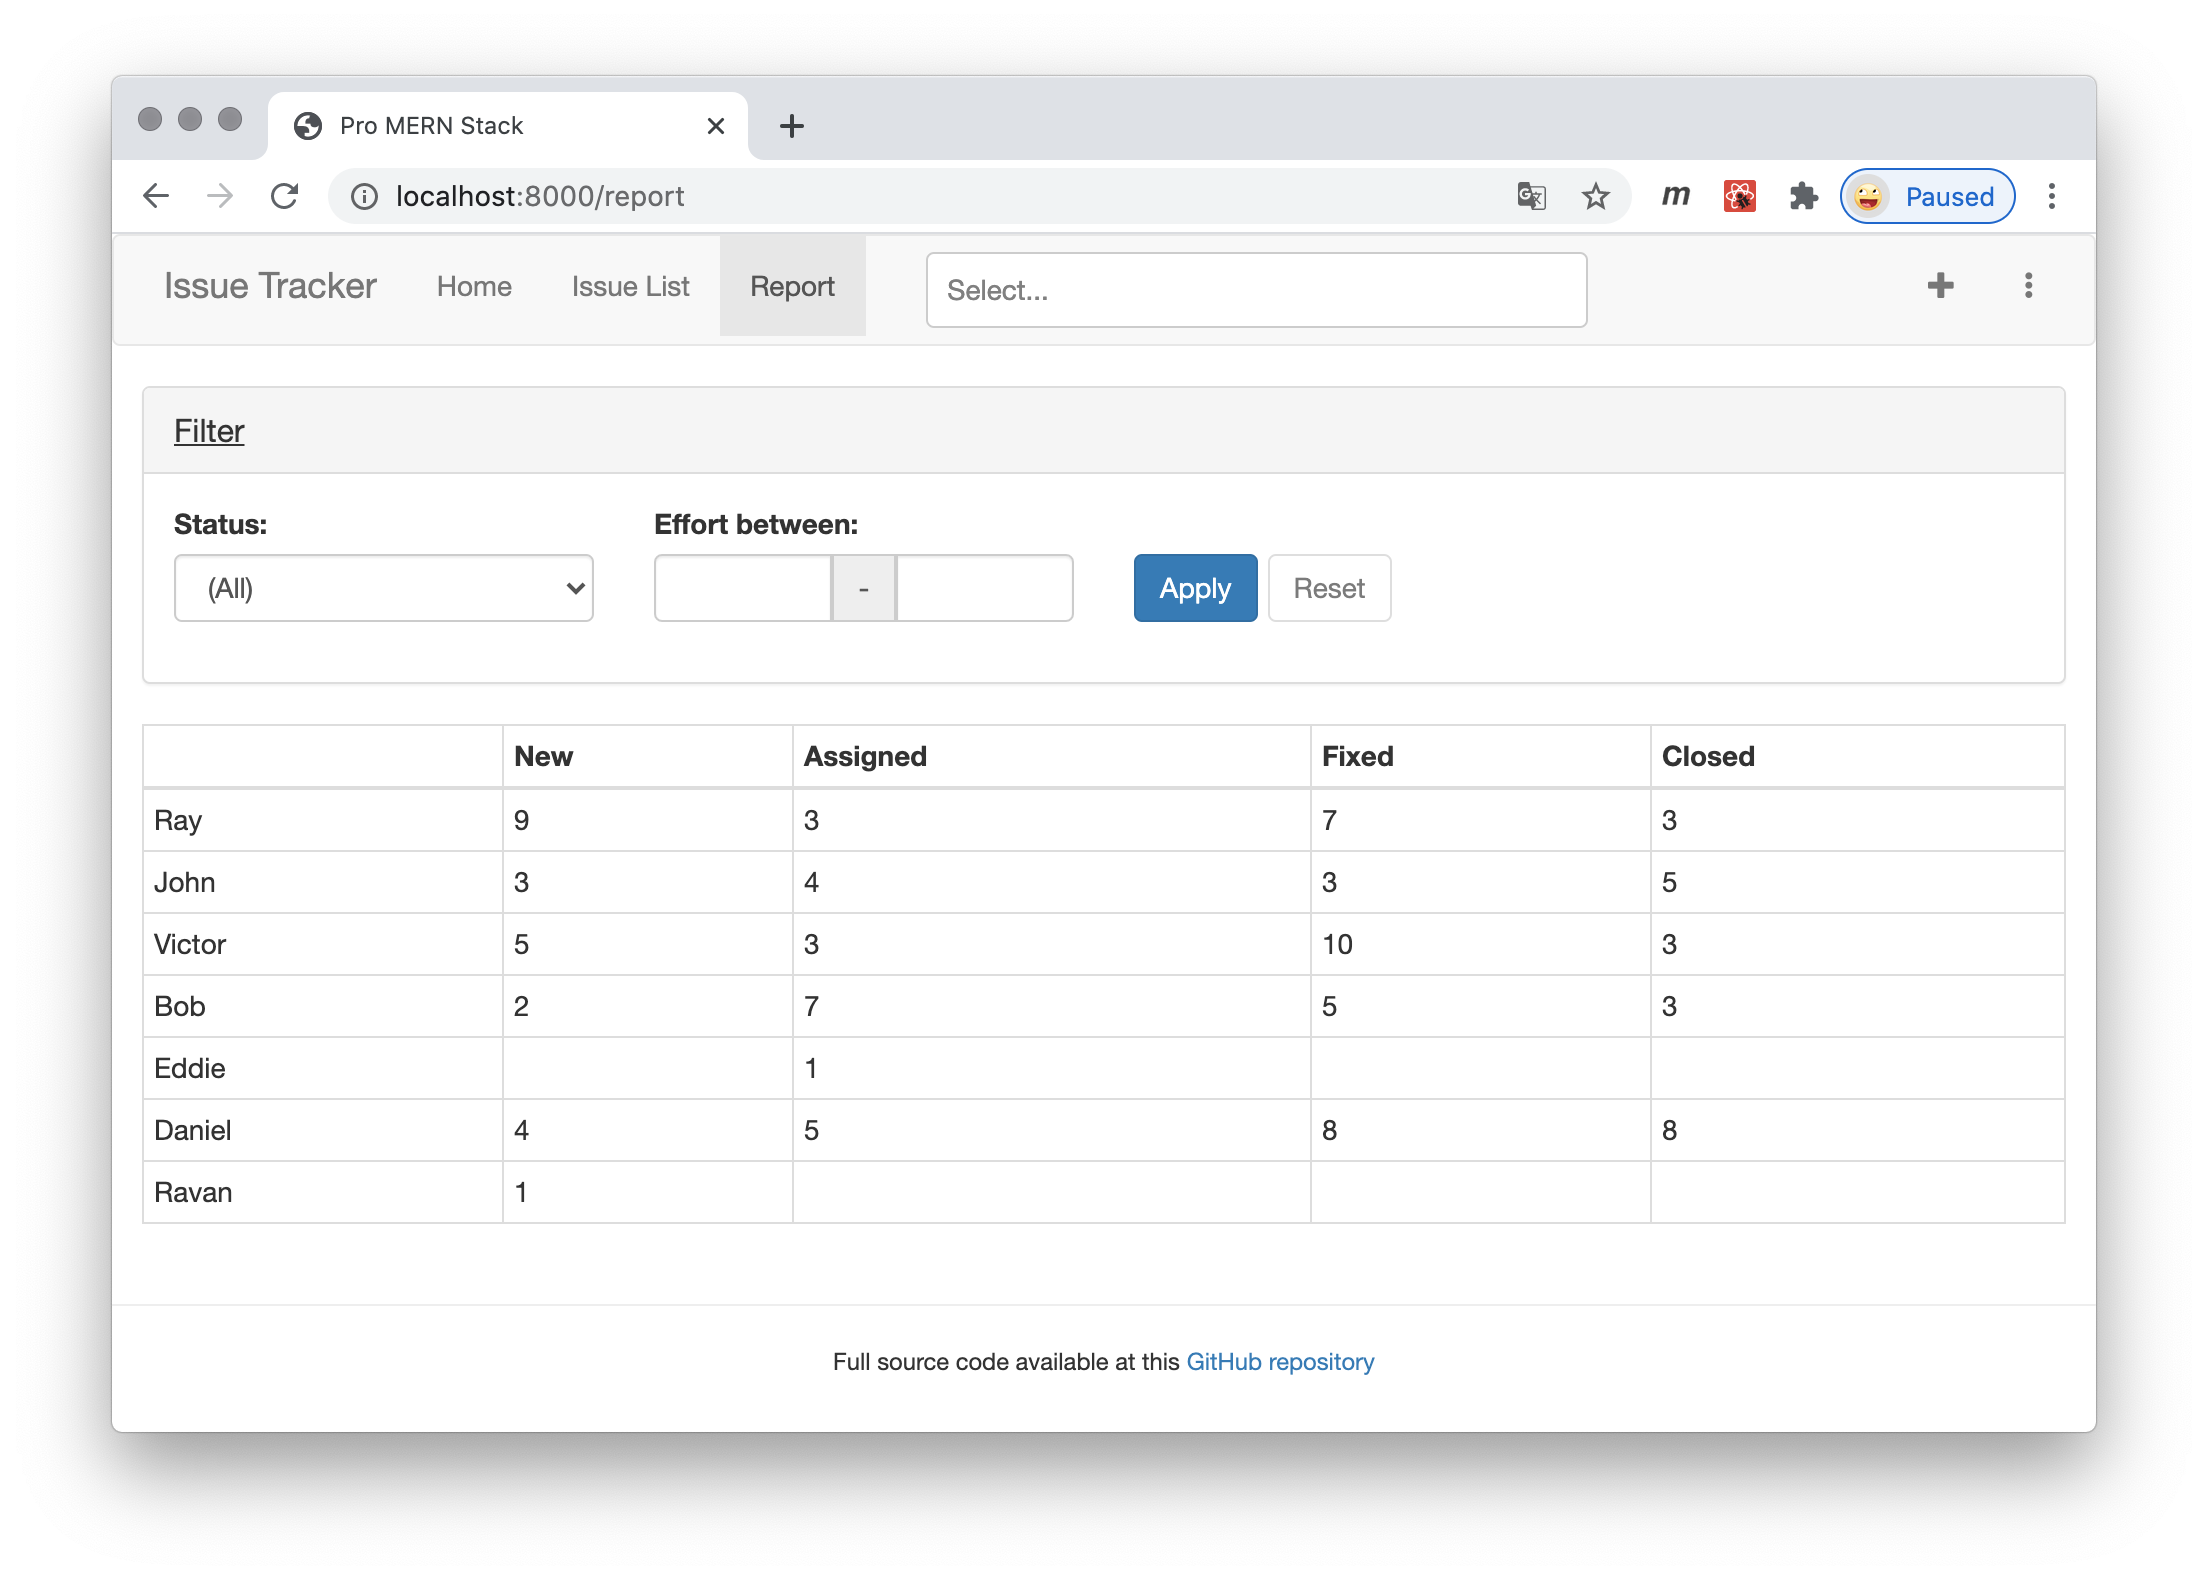 Pro MERN Stack
localhost:8000/report
Paused
Issue Tracker Home Issue List Report Select...
Filter
Status: Effort between:
(All) - Apply Reset
New Assigned Fixed Closed
Ray 9 3 7 3
John 3 4 3 5
Victor 5 3 10 3
Bob 2 7 5 3
Eddie 1
Daniel 4 5 8 8
Ravan 1
Full source code available at this GitHub repository